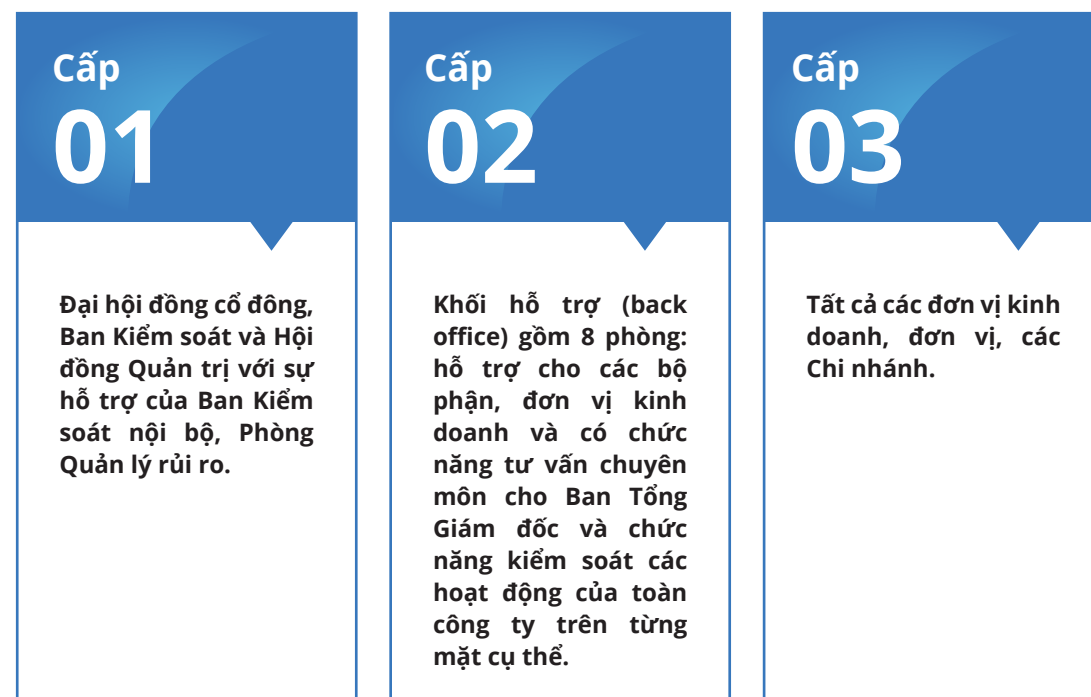 Cấp
01
Đại hội đồng cổ đông,
Ban Kiểm soát và Hội
đồng Quản trị với sự
hỗ trợ của Ban Kiểm
soát nội bộ, Phòng
Quản lý rủi ro.
Cấp
02
Khối hỗ trợ (back
office) gồm 8 phòng:
hỗ trợ cho các bộ
phận, đơn vị kinh
doanh và có chức
năng tư vấn chuyên
môn cho Ban Tổng
Giám đốc và chức
năng kiểm soát các
hoạt động của toàn
công ty trên từng
mặt cụ thể.
Cấp
03
Tất cả các đơn vị kinh
doanh, đơn vị, các
Chi nhánh.